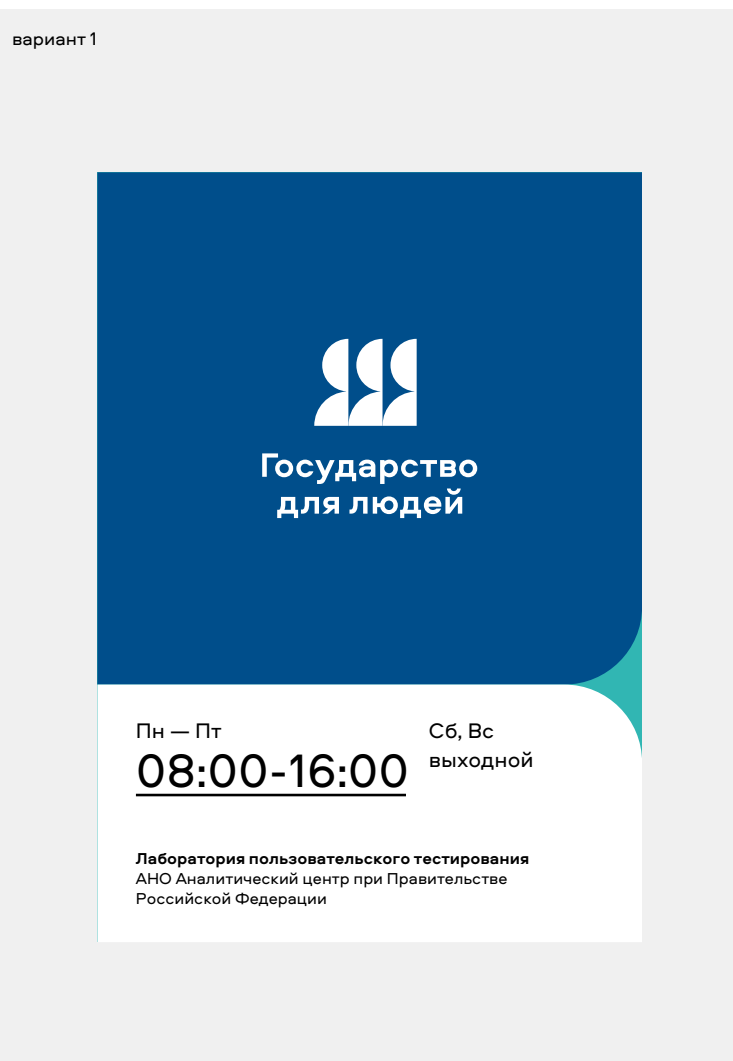 вариант 1
Государство
для людей
Пн — Пт
08:00-16:00
Сб, Вс
выходной
Лаборатория пользовательского тестирования
АНО Аналитический центр при Правительстве
Российской Федерации